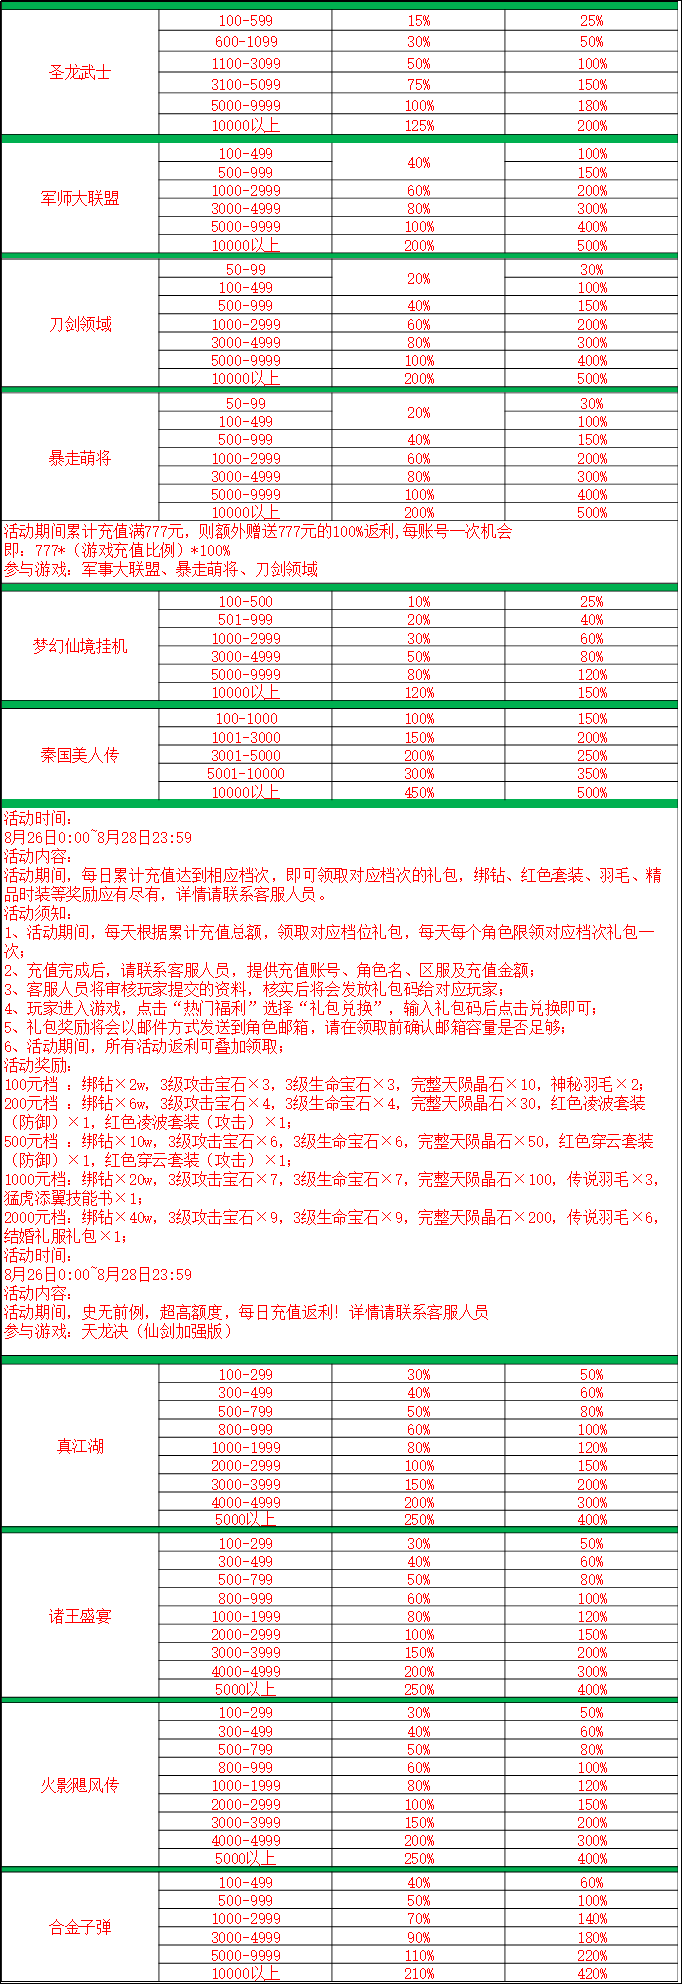 圣龙武士
100-599 15% 25%
600-1099 30% 50%
1100-3099 50% 100%
3100-5099 75% 150%
5000-9999 100% 180%
10000以上 125% 200%
军师大联盟
100-499 40% 100%
500-999 150%
1000-2999 60% 200%
3000-4999 80% 300%
5000-9999 100% 400%
10000以上 200% 500%
刀剑领域
50-99 20% 30%
100-499 100%
500-999 40% 150%
1000-2999 60% 200%
3000-4999 80% 300%
5000-9999 100% 400%
10000以上 200% 500%
暴走萌将
50-99 20% 30%
100-499 100%
500-999 40% 150%
1000-2999 60% 200%
3000-4999 80% 300%
5000-9999 100% 400%
10000以上 200% 500%
活动期间累计充值满777元，则额外赠送777元的100%返利,每账号一次机会
即：777*（游戏充值比例）*100%
参与游戏：军事大联盟、暴走萌将、刀剑领域
梦幻仙境挂机
100-500 10% 25%
501-999 20% 40%
1000-2999 30% 60%
3000-4999 50% 80%
5000-9999 80% 120%
10000以上 120% 150%
秦国美人传
100-1000 100% 150%
1001-3000 150% 200%
3001-5000 200% 250%
5001-10000 300% 350%
10000以上 450% 500%
活动时间：
8月26日0:00~8月28日23:59
活动内容：
活动期间，每日累计充值达到相应档次，即可领取对应档次的礼包，绑钻、红色套装、羽毛、精
品时装等奖励应有尽有，详情请联系客服人员。
活动须知：
1、活动期间，每天根据累计充值总额，领取对应档位礼包，每天每个角色限领对应档次礼包一
次；
2、充值完成后，请联系客服人员，提供充值账号、角色名、区服及充值金额；
3、客服人员将审核玩家提交的资料，核实后将会发放礼包码给对应玩家；
4、玩家进入游戏，点击“热门福利”选择“礼包兑换”，输入礼包码后点击兑换即可；
5、礼包奖励将会以邮件方式发送到角色邮箱，请在领取前确认邮箱容量是否足够；
6、活动期间，所有活动返利可叠加领取；
活动奖励：
100元档 ：绑钻×2w，3级攻击宝石×3，3级生命宝石×3，完整天陨晶石×10，神秘羽毛×2；
200元档 ：绑钻×6w，3级攻击宝石×4，3级生命宝石×4，完整天陨晶石×30，红色凌波套装
（防御）×1，红色凌波套装（攻击）×1；
500元档 ：绑钻×10w，3级攻击宝石×6，3级生命宝石×6，完整天陨晶石×50，红色穿云套装
（防御）×1，红色穿云套装（攻击）×1；
1000元档：绑钻×20w，3级攻击宝石×7，3级生命宝石×7，完整天陨晶石×100，传说羽毛×3，
猛虎添翼技能书×1；
2000元档：绑钻×40w，3级攻击宝石×9，3级生命宝石×9，完整天陨晶石×200，传说羽毛×6，
结婚礼服礼包×1；
活动时间：
8月26日0:00~8月28日23:59
活动内容：
活动期间，史无前例，超高额度，每日充值返利！详情请联系客服人员
参与游戏：天龙决（仙剑加强版）
真江湖
100-299 30% 50%
300-499 40% 60%
500-799 50% 80%
800-999 60% 100%
1000-1999 80% 120%
2000-2999 100% 150%
3000-3999 150% 200%
4000-4999 200% 300%
5000以上 250% 400%
诸王盛宴
100-299 30% 50%
300-499 40% 60%
500-799 50% 80%
800-999 60% 100%
1000-1999 80% 120%
2000-2999 100% 150%
3000-3999 150% 200%
4000-4999 200% 300%
5000以上 250% 400%
火影飓风传
100-299 30% 50%
300-499 40% 60%
500-799 50% 80%
800-999 60% 100%
1000-1999 80% 120%
2000-2999 100% 150%
3000-3999 150% 200%
4000-4999 200% 300%
5000以上 250% 400%
合金子弹
100-499 40% 60%
500-999 50% 100%
1000-2999 70% 140%
3000-4999 90% 180%
5000-9999 110% 220%
10000以上 210% 420%